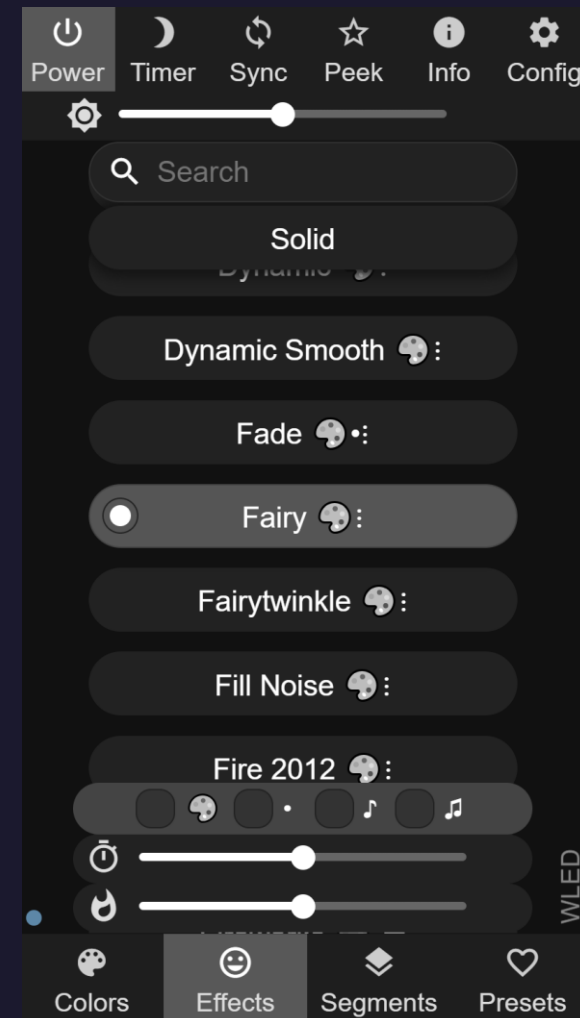 Power Timer Sync Peek Info Config
Search
Solid
Dynamic
Dynamic Smooth
Fade
Fairy
Fairytwinkle
Fill Noise
Fire 2012
WLED
Colors Effects Segments Presets